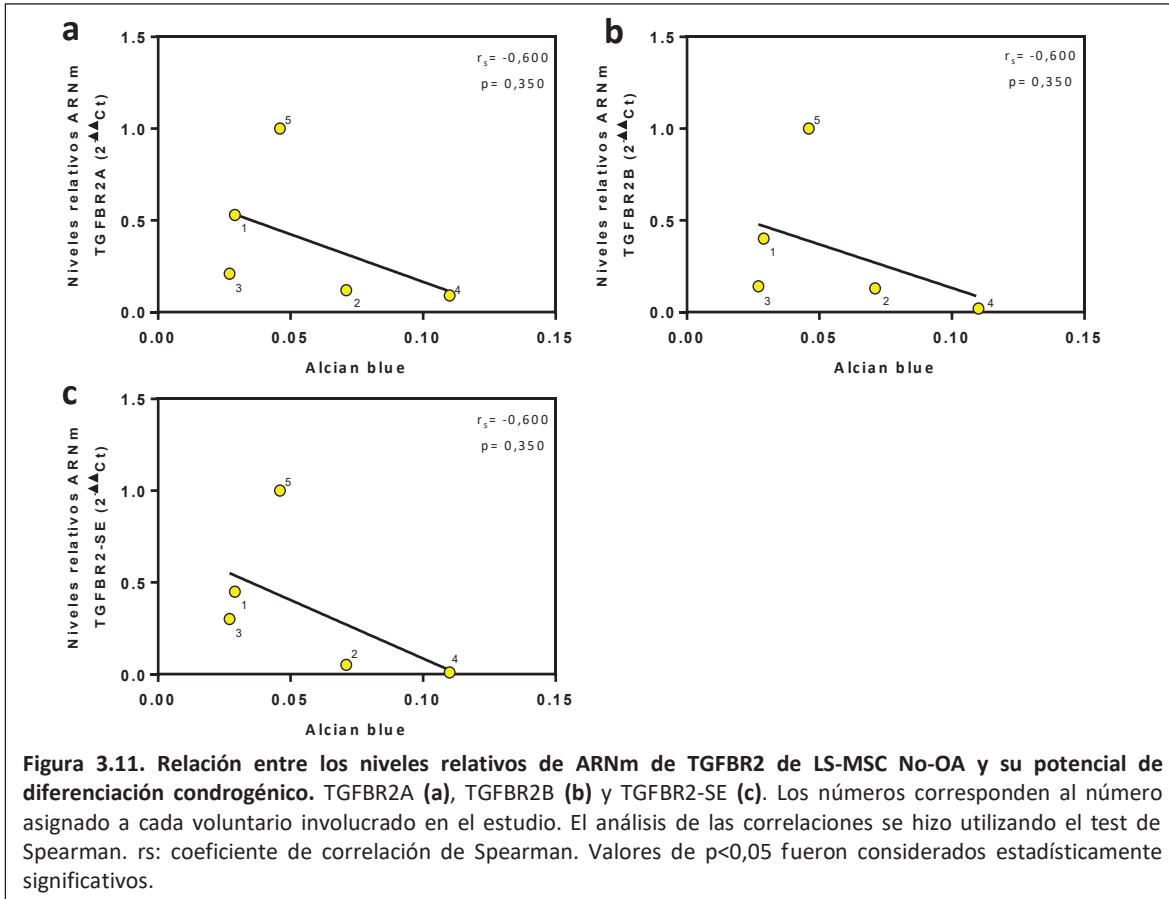 a
1.5
1.0
0.5
0.0
0.00
0.05
0.10
0.15
Alcian blue
Niveles relativos ARNm
TGFBR2A (2-▲▲Ct)
rs= -0,600
p= 0,350
5
1
3
2
4
b
1.5
1.0
0.5
0.0
0.00
0.05
0.10
0.15
Alcian blue
Niveles relativos ARNm
TGFBR2B (2-▲▲Ct)
rs= -0,600
p= 0,350
5
1
3
2
4
c
1.5
1.0
0.5
0.0
0.00
0.05
0.10
0.15
Alcian blue
Niveles relativos ARNm
TGFBR2-SE (2-▲▲Ct)
rs= -0,600
p= 0,350
5
1
3
2
4
Figura 3.11. Relación entre los niveles relativos de ARNm de TGFBR2 de LS-MSC No-OA y su potencial de
diferenciación condrogénico. TGFBR2A (a), TGFBR2B (b) y TGFBR2-SE (c). Los números corresponden al número
asignado a cada voluntario involucrado en el estudio. El análisis de las correlaciones se hizo utilizando el test de
Spearman. rs: coeficiente de correlación de Spearman. Valores de p<0,05 fueron considerados estadísticamente
significativos.